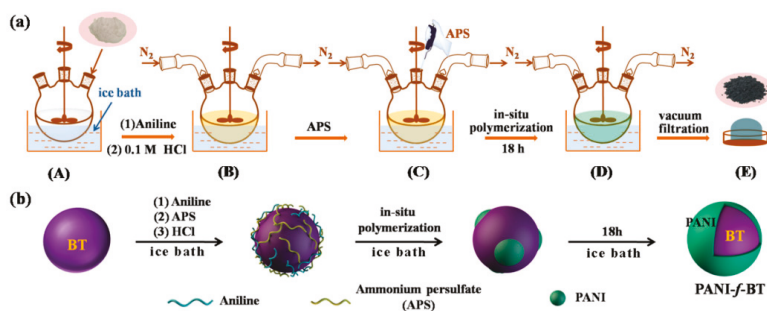 (a)
N₂
N₂
N₂
N₂
APS
ice bath
(1)Aniline
(2) 0.1 M HCl
APS
in-situ
polymerization
18 h
vacuum
filtration
(A)
(B)
(C)
(D)
(E)
(b)
BT
(1) Aniline
(2) APS
(3) HCl
ice bath
in-situ
polymerization
ice bath
18h
ice bath
PANI
BT
PANI-f-BT
Aniline
Ammonium persulfate
(APS)
PANI